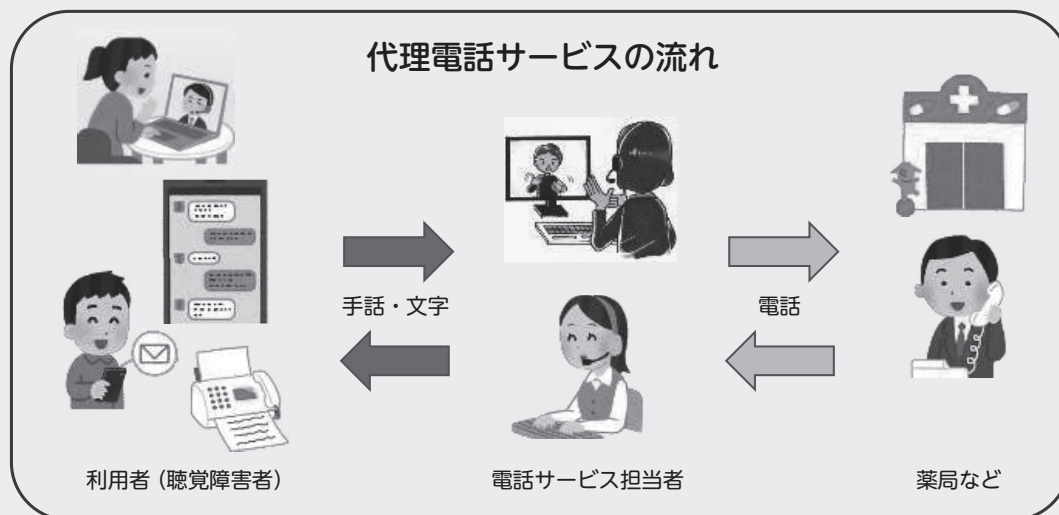 代理電話サービスの流れ
手話・文字
電話
利用者（聴覚障害者）
電話サービス担当者
薬局など